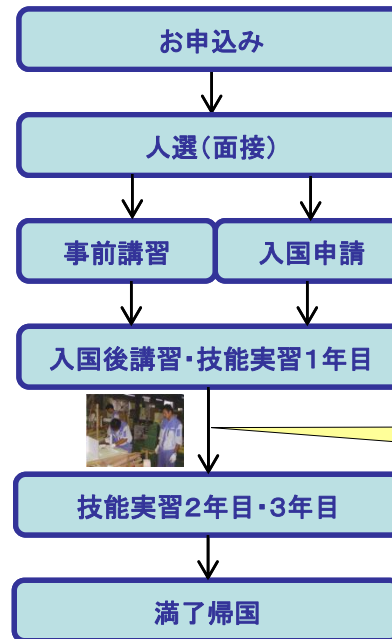 お申込み
人選(面接)
事前講習
入国申請
入国後講習・技能実習1年目
技能実習2年目・3年目
満了帰国